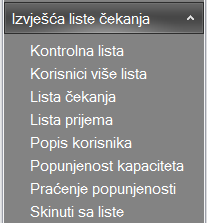 Izvješća liste čekanja
Kontrolna lista
Korisnici više lista
Lista čekanja
Lista prijema
Popis korisnika
Popunjenost kapaciteta
Praćenje popunjenosti
Skinuti sa liste